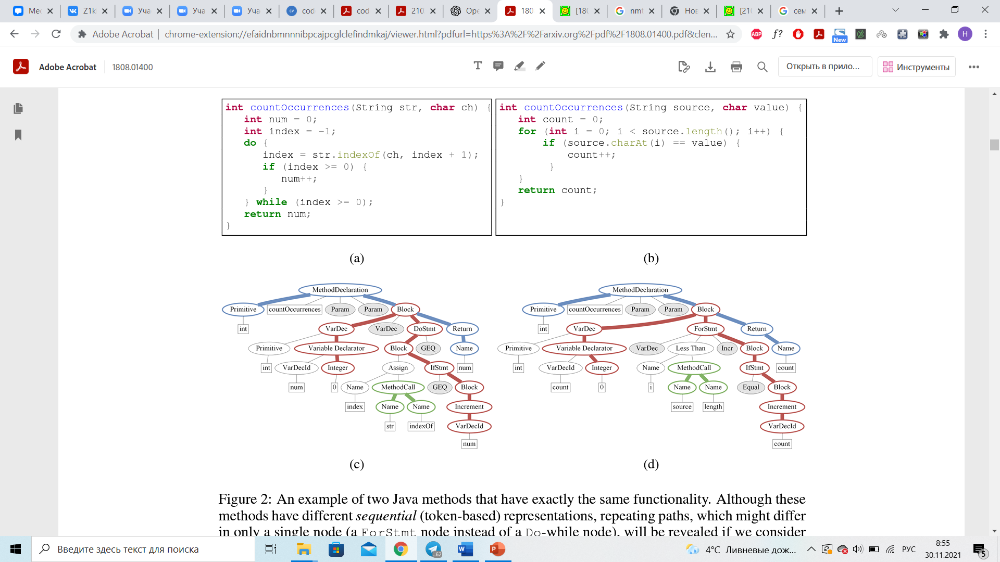 Мес
Z1k
Уча
Уча
Уча
cod
cod
210.
Ope
180
[180
nmt
Нов
[210
сем
Adobe Acrobat | chrome-extension://efaidnbmnnnibpcajpcglclefindmkaj/viewer.html?pdfurl=https%3A%2F%2Farxiv.org%2Fpdf%2F1808.01400.pdf&clen...
ABP
f?
New
H
Adobe Acrobat
1808.01400
Открыть в прило...
Инструменты
int countOccurrences(String str, char ch) {
int num = 0;
int index = -1;
do {
index = str.indexOf(ch, index + 1);
if (index >= 0) {
num++;
}
} while (index >= 0);
return num;
}
(a)
int countOccurrences(String source, char value) {
int count = 0;
for (int i = 0; i < source.length(); i++) {
if (source.charAt(i) == value) {
count++;
}
}
return count;
}
(b)
MethodDeclaration
Primitive countOccurrences Param Param Block
int VarDec VarDec DoStmt Return
Primitive Variable Declarator Block GEQ Name
int VarDecId Integer Assign IfStmt num
num 0 Name MethodCall GEQ Block
index Name Name Increment
str indexOf VarDecId
num
(c)
MethodDeclaration
Primitive countOccurrences Param Param Block
int VarDec ForStmt Return
Primitive Variable Declarator VarDec Less Than Incr Block Name
int VarDecId Integer Name MethodCall IfStmt count
count 0 i Name Name Equal Block
source length Increment
VarDecId
count
(d)
Figure 2: An example of two Java methods that have exactly the same functionality. Although these
methods have different sequential (token-based) representations, repeating paths, which might differ
in only a single node (a ForStmt node instead of a Do-while node), will be revealed if we consider
Введите здесь текст для поиска
..62
4°C Ливневые дож...
РУС
8:55
30.11.2021
5